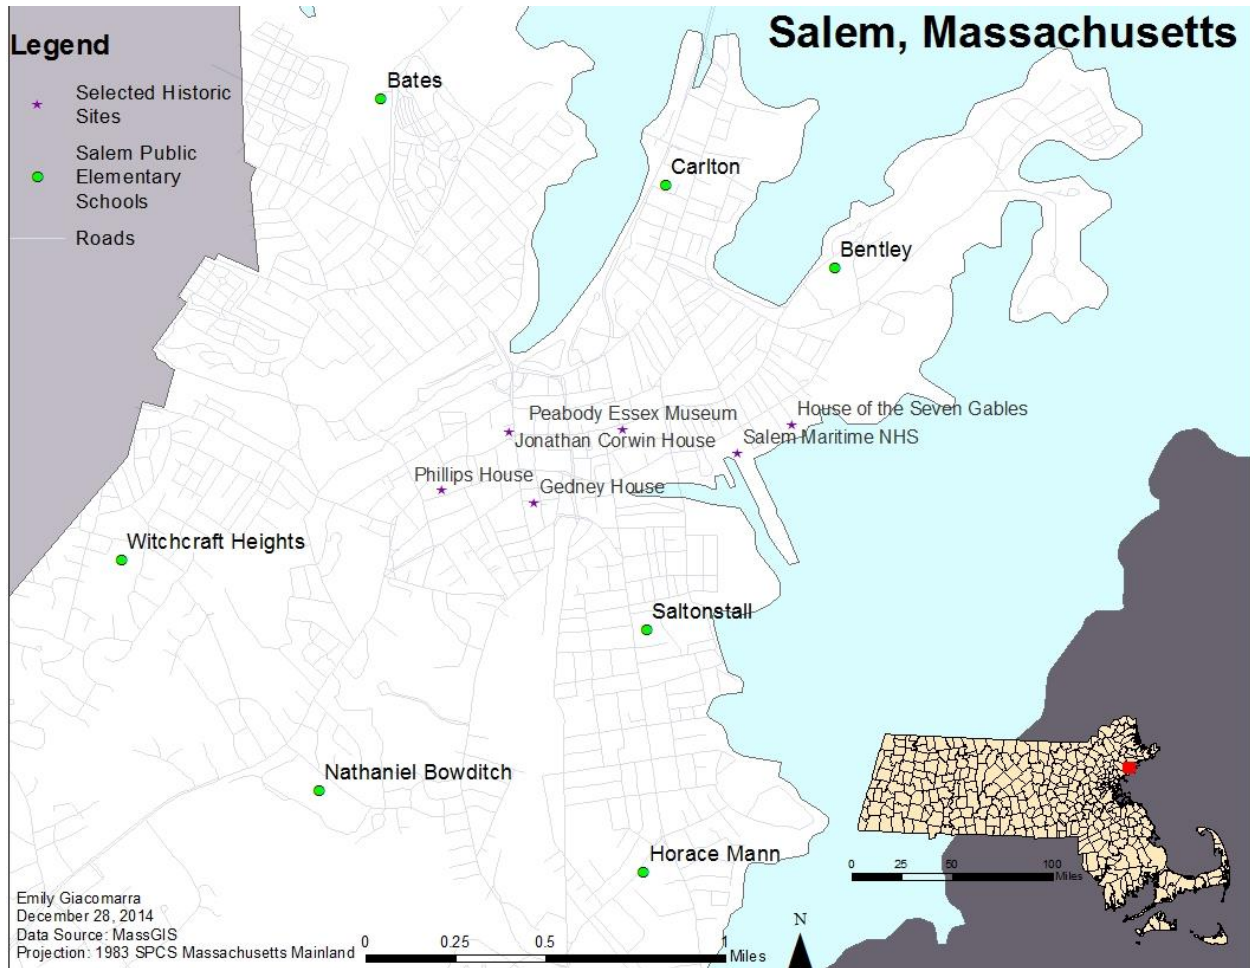 Salem, Massachusetts
Legend
Selected Historic
Sites
Salem Public
Elementary
Schools
Roads
Bates
Carlton
Bentley
House of the Seven Gables
Peabody Essex Museum
Jonathan Corwin House
Salem Maritime NHS
Phillips House
Gedney House
Witchcraft Heights
Saltonstall
Nathaniel Bowditch
Horace Mann
0 25 50 100
Miles
Emily Giacomarra
December 28, 2014
Data Source: MassGIS
Projection: 1983 SPCS Massachusetts Mainland
0 0.25 0.5 1
Miles
N